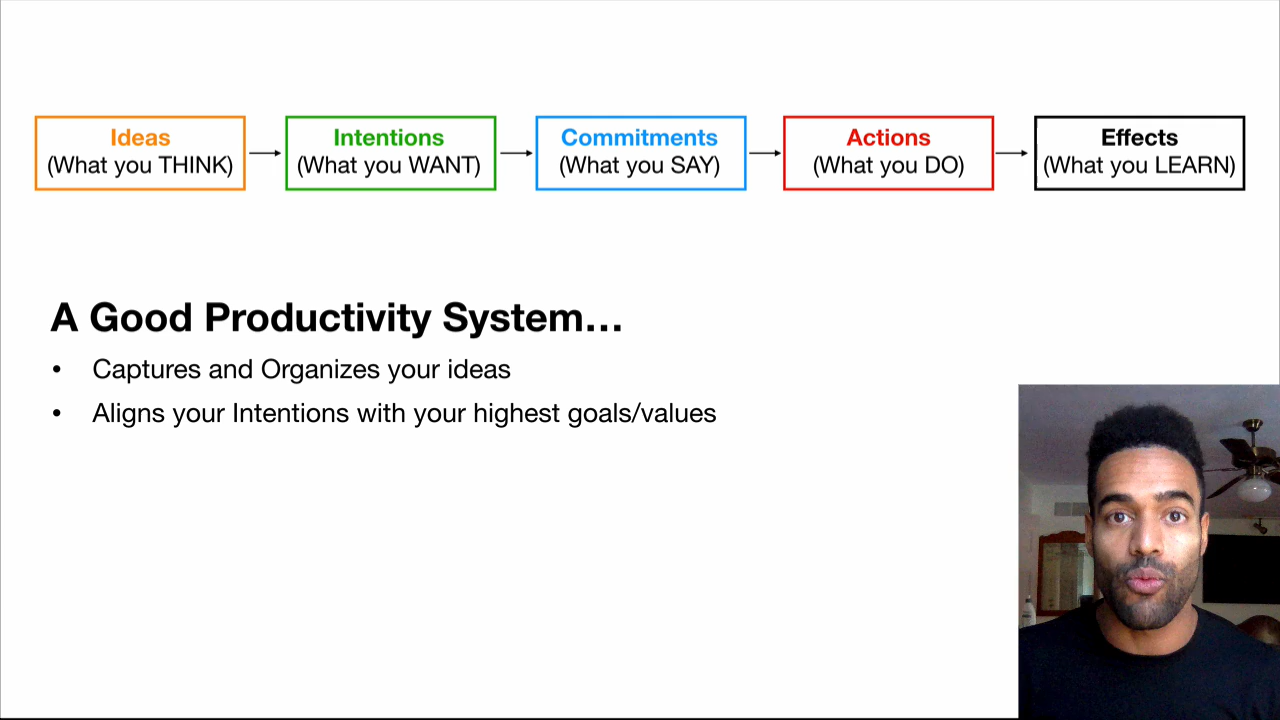 Ideas
(What you THINK)
Intentions
(What you WANT)
Commitments
(What you SAY)
Actions
(What you DO)
Effects
(What you LEARN)
A Good Productivity System…
• Captures and Organizes your ideas
• Aligns your Intentions with your highest goals/values